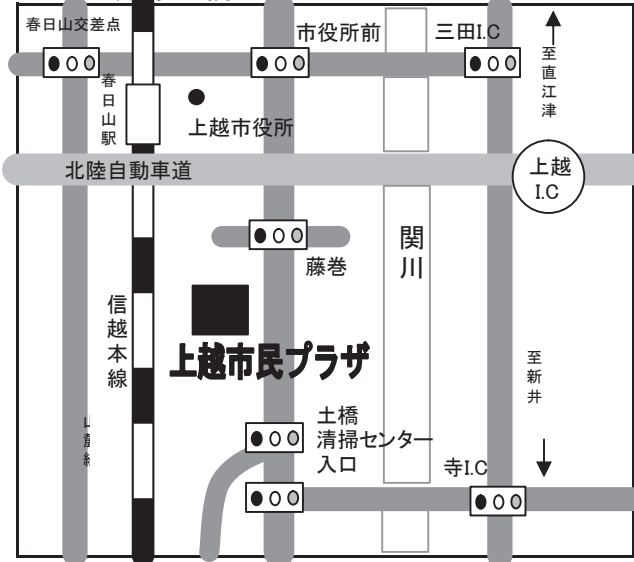 春日山交差点
市役所前
三田I.C
至直江津
春日山駅
上越市役所
北陸自動車道
上越
I.C
関川
藤巻
信越本線
上越市民プラザ
至新井
土橋
清掃センター
入口
寺I.C